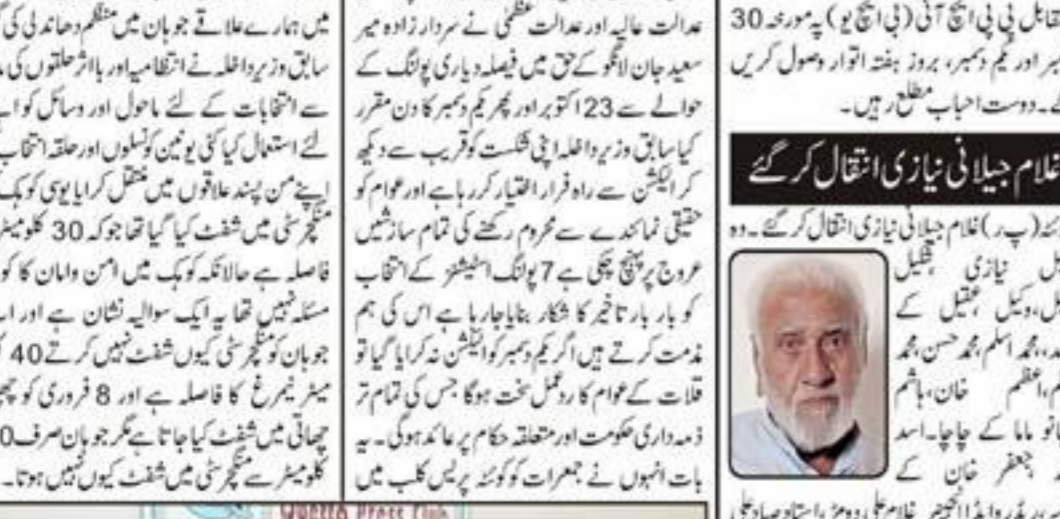 قابل پی پی ایچ آئی (بی ایچ یو) پہ مورخہ 30
مبر اور یکم دسمبر، بروز ہفتہ اتوار وصول کریں
ے۔ دوست احباب مطلع رہیں۔
غلام جیلانی نیازی انتقال کر گئے
ئٹہ (پ ر) غلام جیلانی نیازی انتقال کر گئے۔ وہ
نیازی شکیل
وکیل، عقیل کے
محمد اسلم، محمد حسن، محمد
اعظم خان، ہاشم
مانو ماما کے چاچا۔ اسد
جعفر خان کے
عدالت عالیہ اور عدالت عظمیٰ نے سردار زادہ میر
سعید جان لانگو کے حق میں فیصلہ دیا ری پولنگ کے
حوالے سے 23 اکتوبر اور پھر یکم دسمبر کا دن مقرر
کیا سابق وزیر داخلہ اپنی شکست کو قریب سے دیکھ
کر الیکشن سے راہ فرار اختیار کر رہا ہے اور عوام کو
حقیقی نمائندے سے محروم رکھنے کی تمام سازشیں
عروج پر پہنچ چکی ہے 7 پولنگ اسٹیشنز کے انتخاب
کو بار بار تاخیر کا شکار بنایا جارہا ہے اس کی ہم
مذمت کرتے ہیں اگر یکم دسمبر کو الیکشن نہ کرایا گیا تو
قلات کے عوام کا ردعمل سخت ہوگا جس کی تمام تر
ذمہ داری حکومت اور متعلقہ حکام پر عائد ہوگی۔ یہ
بات انہوں نے جمعرات کو کوئٹہ پریس کلب میں
میں ہمارے علاقے جوہان میں منظم دھاندلی کی گ
سابق وزیر داخلہ نے انتظامیہ اور بااثر حلقوں کی م
سے انتخابات کے لئے ماحول اور وسائل کو اپ
لئے استعمال کیا کئی یونین کونسلوں اور حلقہ انتخاب
اپنے من پسند علاقوں میں منتقل کرایا یوسی کوہک
منگچر سٹی میں شفٹ کیا گیا تھا جو کہ 30 کلومیٹر
فاصلہ ہے حالانکہ کوہک میں امن وامان کا کو
مسئلہ نہیں تھا یہ ایک سوالیہ نشان ہے اور اب
جوہان کو منگچر سٹی کیوں شفٹ نہیں کرتے 40
میٹر نیمرغ کا فاصلہ ہے اور 8 فروری کو چھ
چھاتی میں شفٹ کیا جاتا ہے مگر جوہان صرف 0
کلومیٹر سے منگچر سٹی میں شفٹ کیوں نہیں ہوتا۔
Quetta Press Club